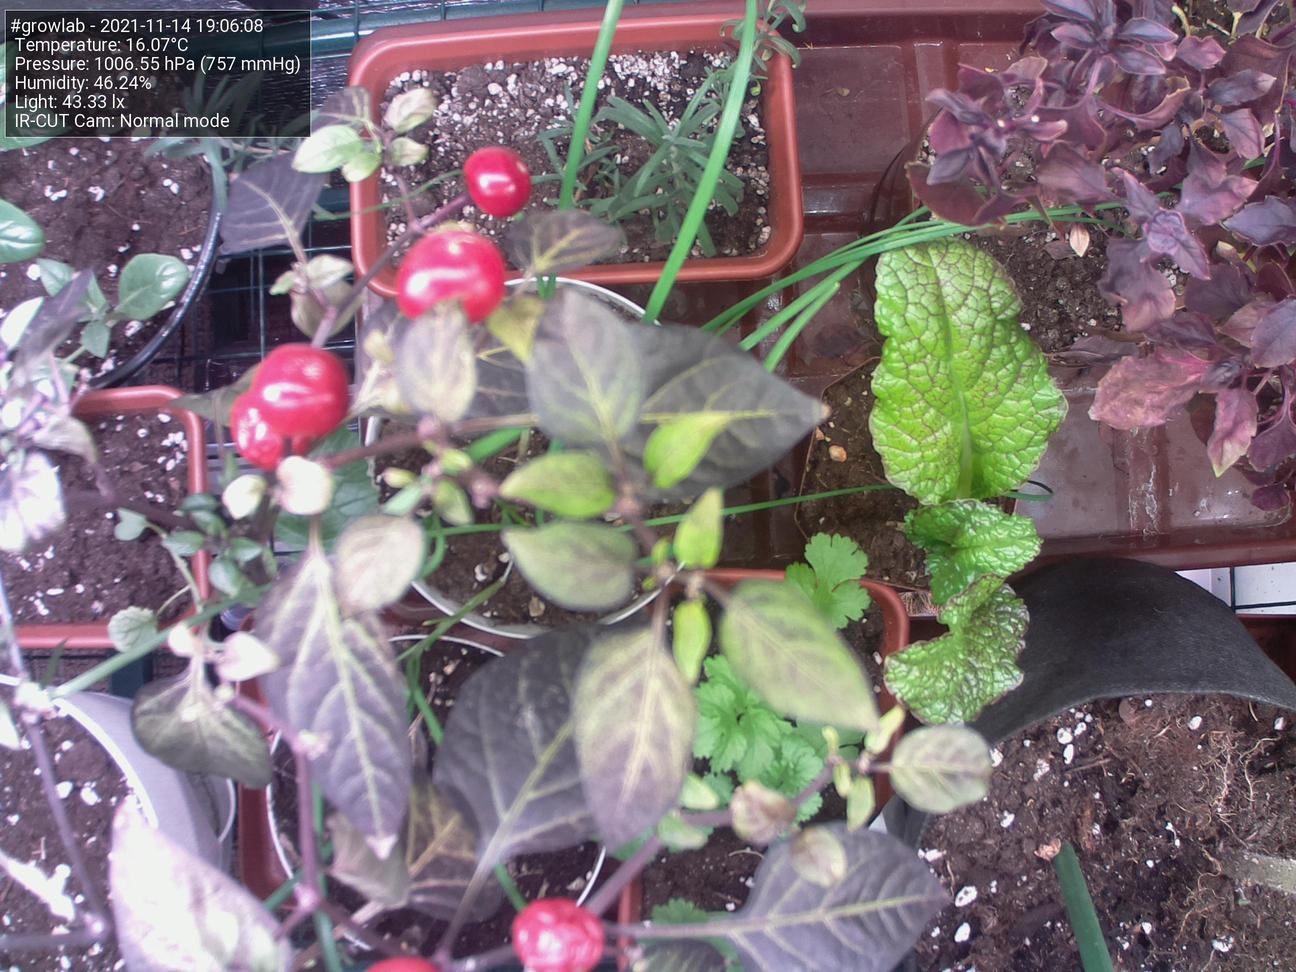 #growlab - 2021-11-14 19:06:08
Temperature: 16.07°C
Pressure: 1006.55 hPa (757 mmHg)
Humidity: 46.24%
Light: 43.33 lx
IR-CUT Cam: Normal mode